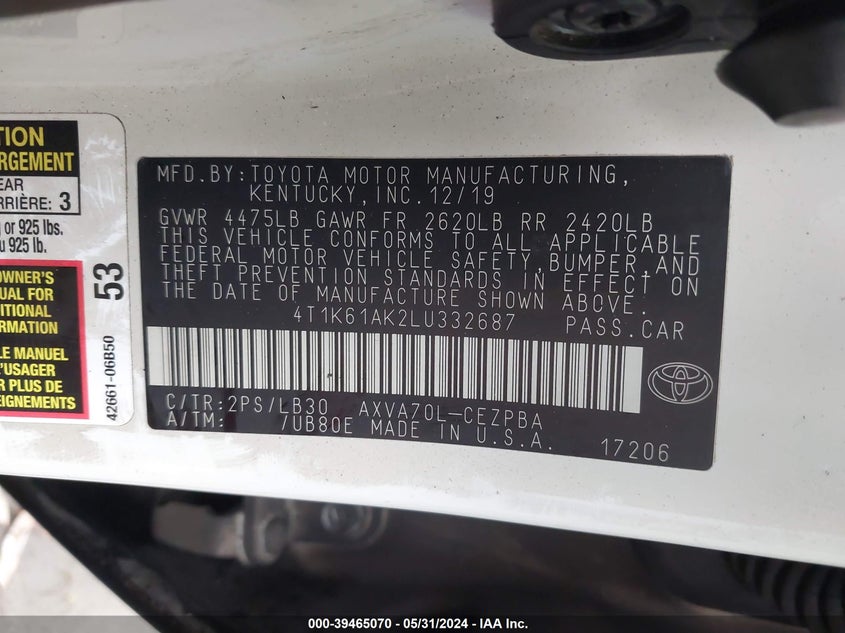 TION
RGEMENT
EAR
RRIÈRE: 3
g or 925 lbs.
u 925 lb.
OWNER'S
UAL FOR
ITIONAL
RMATION
LE MANUEL
L'USAGER
R PLUS DE
EIGNEMENTS
53
42661-06B50
MFD.BY:TOYOTA MOTOR MANUFACTURING,
KENTUCKY,INC.12/19
GVWR 4475LB GAWR FR 2620LB RR 2420LB
THIS VEHICLE CONFORMS TO ALL APPLICABLE
FEDERAL MOTOR VEHICLE SAFETY,BUMPER,AND
THEFT PREVENTION STANDARDS IN EFFECT ON
THE DATE OF MANUFACTURE SHOWN ABOVE.
4T1K61AK2LU332687 PASS.CAR
C/TR:2PS/LB30 AXVA70L-CEZPBA
A/TM: /UB80E MADE IN U.S.A.
17206
000-39465070 - 05/31/2024 - IAA Inc.